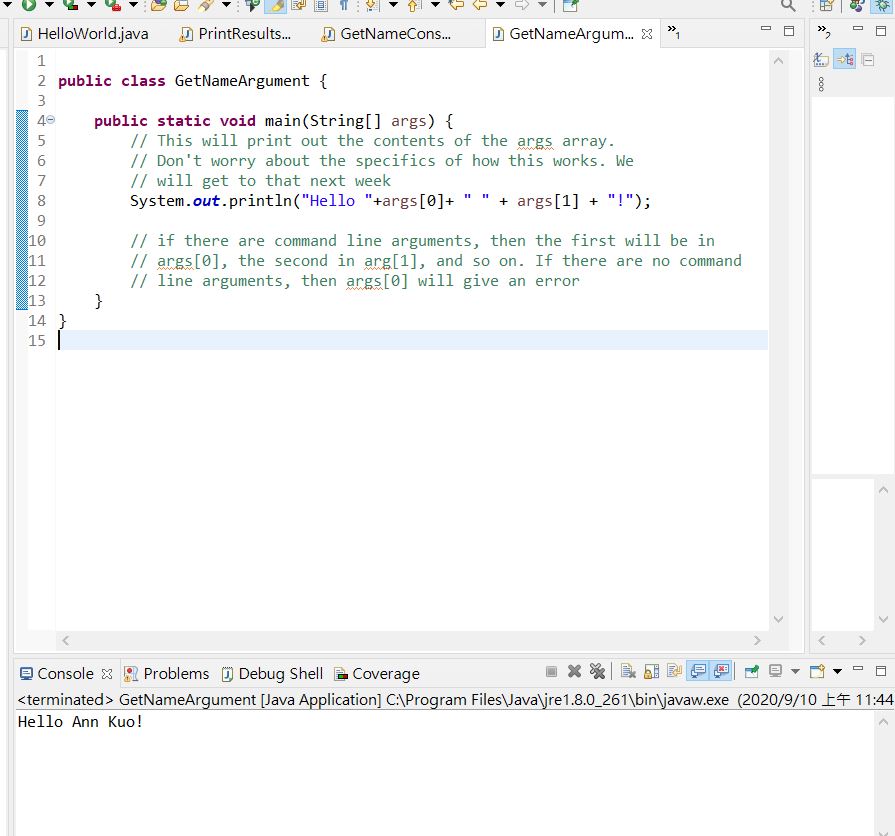 HelloWorld.java PrintResults... GetNameCons... GetNameArgum... »1 »2
1
2 public class GetNameArgument {
3
4 public static void main(String[] args) {
5 // This will print out the contents of the args array.
6 // Don't worry about the specifics of how this works. We
7 // will get to that next week
8 System.out.println("Hello "+args[0]+ " " + args[1] + "!");
9
10 // if there are command line arguments, then the first will be in
11 // args[0], the second in arg[1], and so on. If there are no command
12 // line arguments, then args[0] will give an error
13 }
14 }
15
Console Problems Debug Shell Coverage
<terminated> GetNameArgument [Java Application] C:\Program Files\Java\jre1.8.0_261\bin\javaw.exe (2020/9/10 上午 11:44
Hello Ann Kuo!